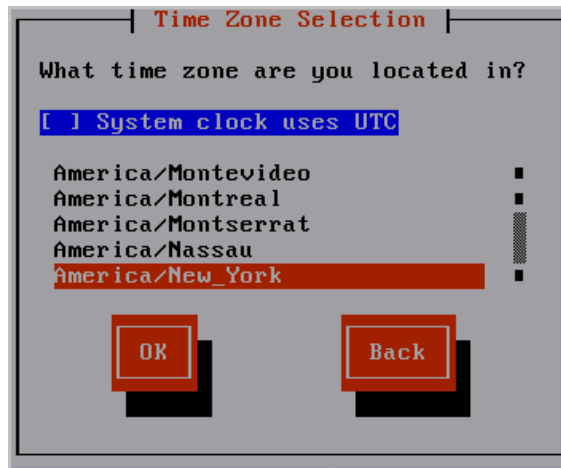 Time Zone Selection
What time zone are you located in?
[ ] System clock uses UTC
America/Montevideo
America/Montreal
America/Montserrat
America/Nassau
America/New_York
OK
Back